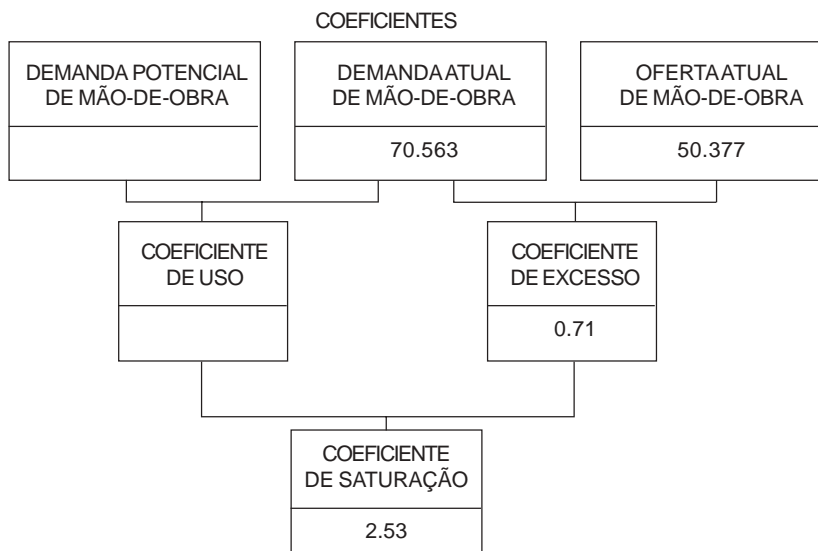 COEFICIENTES
DEMANDA POTENCIAL
DE MÃO-DE-OBRA
DEMANDA ATUAL
DE MÃO-DE-OBRA
70.563
OFERTA ATUAL
DE MÃO-DE-OBRA
50.377
COEFICIENTE
DE USO
COEFICIENTE
DE EXCESSO
0.71
COEFICIENTE
DE SATURAÇÃO
2.53